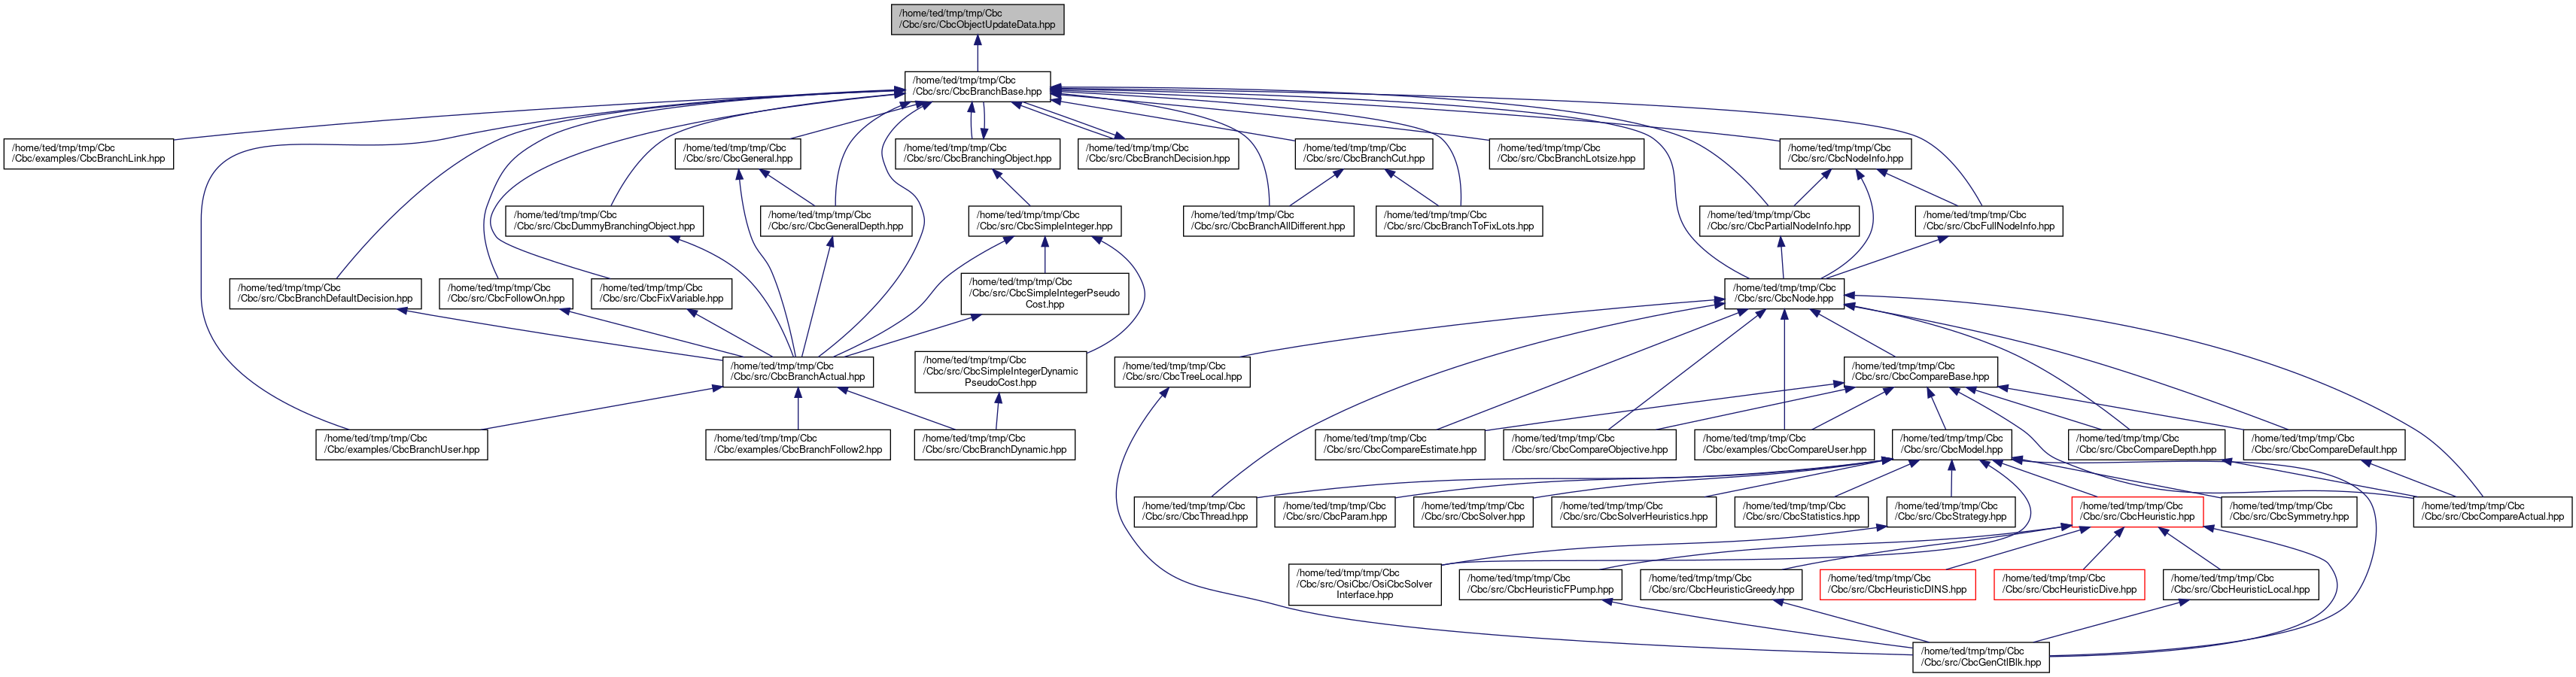 /home/ted/tmp/tmp/Cbc
/Cbc/src/CbcObjectUpdateData.hpp
/home/ted/tmp/tmp/Cbc
/Cbc/src/CbcBranchBase.hpp
/home/ted/tmp/tmp/Cbc
/Cbc/examples/CbcBranchLink.hpp
/home/ted/tmp/tmp/Cbc
/Cbc/src/CbcGeneral.hpp
/home/ted/tmp/tmp/Cbc
/Cbc/src/CbcBranchingObject.hpp
/home/ted/tmp/tmp/Cbc
/Cbc/src/CbcBranchDecision.hpp
/home/ted/tmp/tmp/Cbc
/Cbc/src/CbcBranchCut.hpp
/home/ted/tmp/tmp/Cbc
/Cbc/src/CbcBranchLotsize.hpp
/home/ted/tmp/tmp/Cbc
/Cbc/src/CbcNodeInfo.hpp
/home/ted/tmp/tmp/Cbc
/Cbc/src/CbcDummyBranchingObject.hpp
/home/ted/tmp/tmp/Cbc
/Cbc/src/CbcGeneralDepth.hpp
/home/ted/tmp/tmp/Cbc
/Cbc/src/CbcSimpleInteger.hpp
/home/ted/tmp/tmp/Cbc
/Cbc/src/CbcBranchAllDifferent.hpp
/home/ted/tmp/tmp/Cbc
/Cbc/src/CbcBranchToFixLots.hpp
/home/ted/tmp/tmp/Cbc
/Cbc/src/CbcPartialNodeInfo.hpp
/home/ted/tmp/tmp/Cbc
/Cbc/src/CbcFullNodeInfo.hpp
/home/ted/tmp/tmp/Cbc
/Cbc/src/CbcBranchDefaultDecision.hpp
/home/ted/tmp/tmp/Cbc
/Cbc/src/CbcFollowOn.hpp
/home/ted/tmp/tmp/Cbc
/Cbc/src/CbcFixVariable.hpp
/home/ted/tmp/tmp/Cbc
/Cbc/src/CbcSimpleIntegerPseudo
Cost.hpp
/home/ted/tmp/tmp/Cbc
/Cbc/src/CbcNode.hpp
/home/ted/tmp/tmp/Cbc
/Cbc/src/CbcBranchActual.hpp
/home/ted/tmp/tmp/Cbc
/Cbc/src/CbcSimpleIntegerDynamic
PseudoCost.hpp
/home/ted/tmp/tmp/Cbc
/Cbc/src/CbcTreeLocal.hpp
/home/ted/tmp/tmp/Cbc
/Cbc/src/CbcCompareBase.hpp
/home/ted/tmp/tmp/Cbc
/Cbc/examples/CbcBranchUser.hpp
/home/ted/tmp/tmp/Cbc
/Cbc/examples/CbcBranchFollow2.hpp
/home/ted/tmp/tmp/Cbc
/Cbc/src/CbcBranchDynamic.hpp
/home/ted/tmp/tmp/Cbc
/Cbc/src/CbcCompareEstimate.hpp
/home/ted/tmp/tmp/Cbc
/Cbc/src/CbcCompareObjective.hpp
/home/ted/tmp/tmp/Cbc
/Cbc/examples/CbcCompareUser.hpp
/home/ted/tmp/tmp/Cbc
/Cbc/src/CbcModel.hpp
/home/ted/tmp/tmp/Cbc
/Cbc/src/CbcCompareDepth.hpp
/home/ted/tmp/tmp/Cbc
/Cbc/src/CbcCompareDefault.hpp
/home/ted/tmp/tmp/Cbc
/Cbc/src/CbcThread.hpp
/home/ted/tmp/tmp/Cbc
/Cbc/src/CbcParam.hpp
/home/ted/tmp/tmp/Cbc
/Cbc/src/CbcSolver.hpp
/home/ted/tmp/tmp/Cbc
/Cbc/src/CbcSolverHeuristics.hpp
/home/ted/tmp/tmp/Cbc
/Cbc/src/CbcStatistics.hpp
/home/ted/tmp/tmp/Cbc
/Cbc/src/CbcStrategy.hpp
/home/ted/tmp/tmp/Cbc
/Cbc/src/CbcHeuristic.hpp
/home/ted/tmp/tmp/Cbc
/Cbc/src/CbcSymmetry.hpp
/home/ted/tmp/tmp/Cbc
/Cbc/src/CbcCompareActual.hpp
/home/ted/tmp/tmp/Cbc
/Cbc/src/OsiCbc/OsiCbcSolver
Interface.hpp
/home/ted/tmp/tmp/Cbc
/Cbc/src/CbcHeuristicFPump.hpp
/home/ted/tmp/tmp/Cbc
/Cbc/src/CbcHeuristicGreedy.hpp
/home/ted/tmp/tmp/Cbc
/Cbc/src/CbcHeuristicDINS.hpp
/home/ted/tmp/tmp/Cbc
/Cbc/src/CbcHeuristicDive.hpp
/home/ted/tmp/tmp/Cbc
/Cbc/src/CbcHeuristicLocal.hpp
/home/ted/tmp/tmp/Cbc
/Cbc/src/CbcGenCtlBlk.hpp